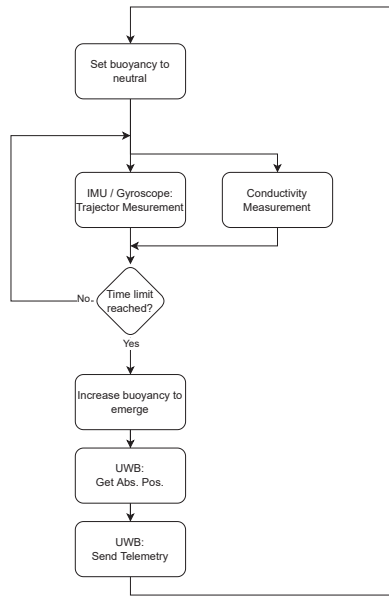 Set buoyancy to
neutral
IMU / Gyroscope:
Trajector Mesurement
Conductivity
Measurement
Time limit
reached?
No
Yes
Increase buoyancy to
emerge
UWB:
Get Abs. Pos.
UWB:
Send Telemetry